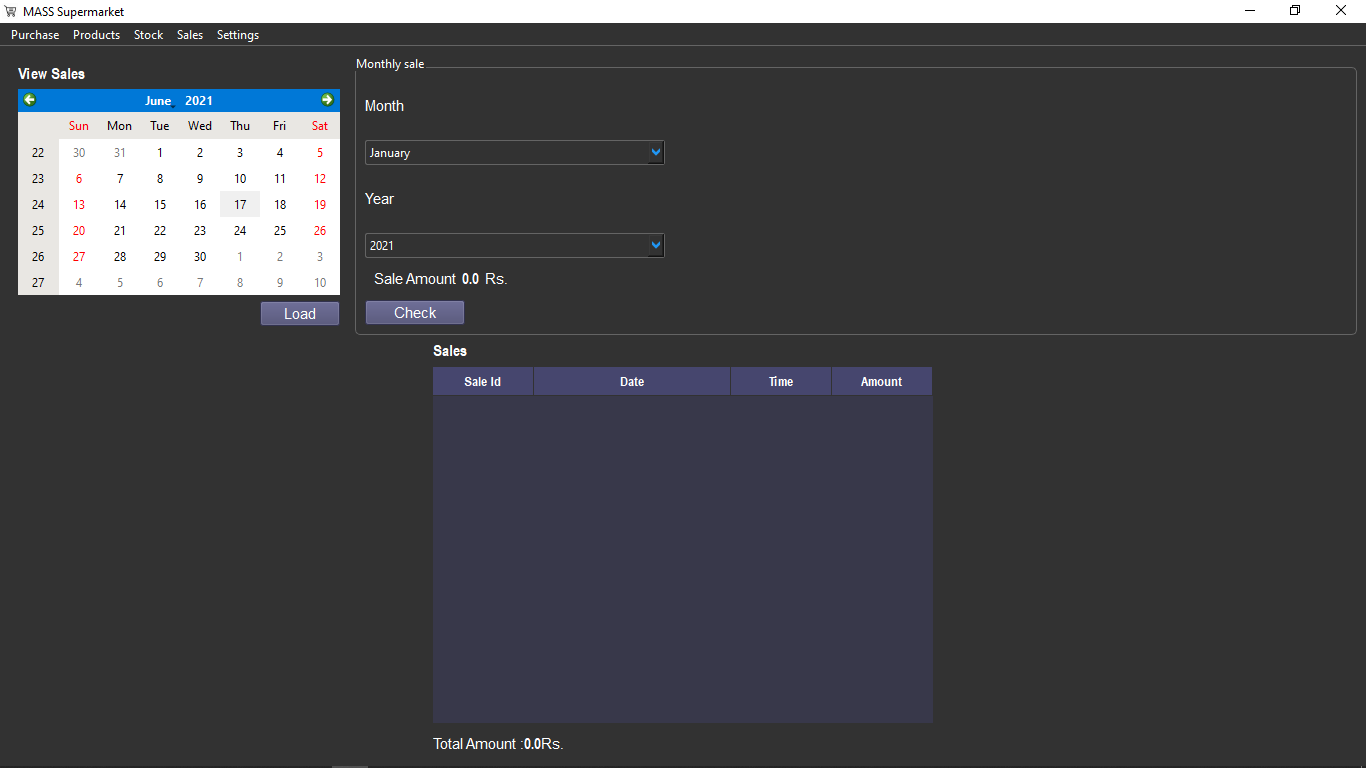 MASS Supermarket
Purchase Products Stock Sales Settings
View Sales
June 2021
Sun Mon Tue Wed Thu Fri Sat
22 30 31 1 2 3 4 5
23 6 7 8 9 10 11 12
24 13 14 15 16 17 18 19
25 20 21 22 23 24 25 26
26 27 28 29 30 1 2 3
27 4 5 6 7 8 9 10
Load
Monthly sale
Month
January
Year
2021
Sale Amount 0.0 Rs.
Check
Sales
Sale Id Date Time Amount
Total Amount :0.0Rs.